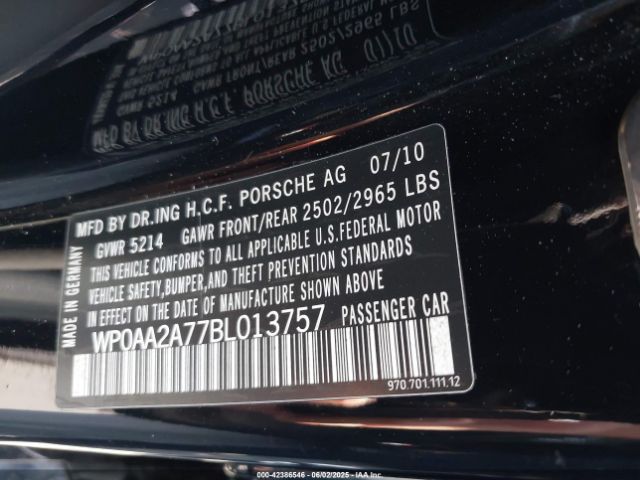 MFD BY DR.ING H.C.F. PORSCHE AG 07/10
GVWR 5214 GAWR FRONT/REAR 2502/2965 LBS
THIS VEHICLE CONFORMS TO ALL APPLICABLE U.S.FEDERAL MOTOR
VEHICLE SAFETY,BUMPER,AND THEFT PREVENTION STANDARDS
IN EFFECT ON THE DATE OF MANUFACTURE SHOWN ABOVE
WP0AA2A77BL013757 PASSENGER CAR
MADE IN GERMANY
970.701.111.12
000-42386546 - 06/02/2025 - IAAI